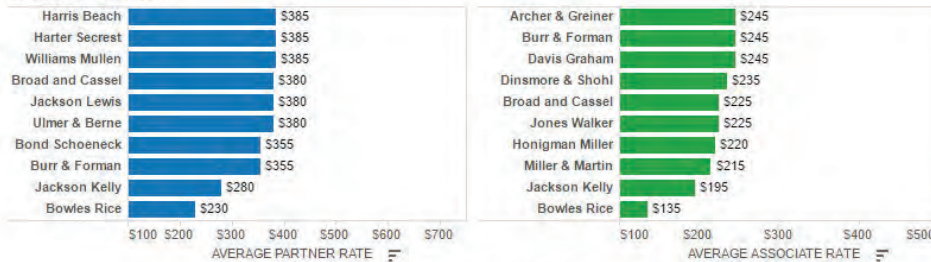 Harris Beach $385
Harter Secrest $385
Williams Mullen $385
Broad and Cassel $380
Jackson Lewis $380
Ulmer & Berne $380
Bond Schoeneck $355
Burr & Forman $355
Jackson Kelly $280
Bowles Rice $230
$100 $200 $300 $400 $500 $600 $700
AVERAGE PARTNER RATE
Archer & Greiner $245
Burr & Forman $245
Davis Graham $245
Dinsmore & Shohl $235
Broad and Cassel $225
Jones Walker $225
Honigman Miller $220
Miller & Martin $215
Jackson Kelly $195
Bowles Rice $135
$100 $200 $300 $400 $500
AVERAGE ASSOCIATE RATE